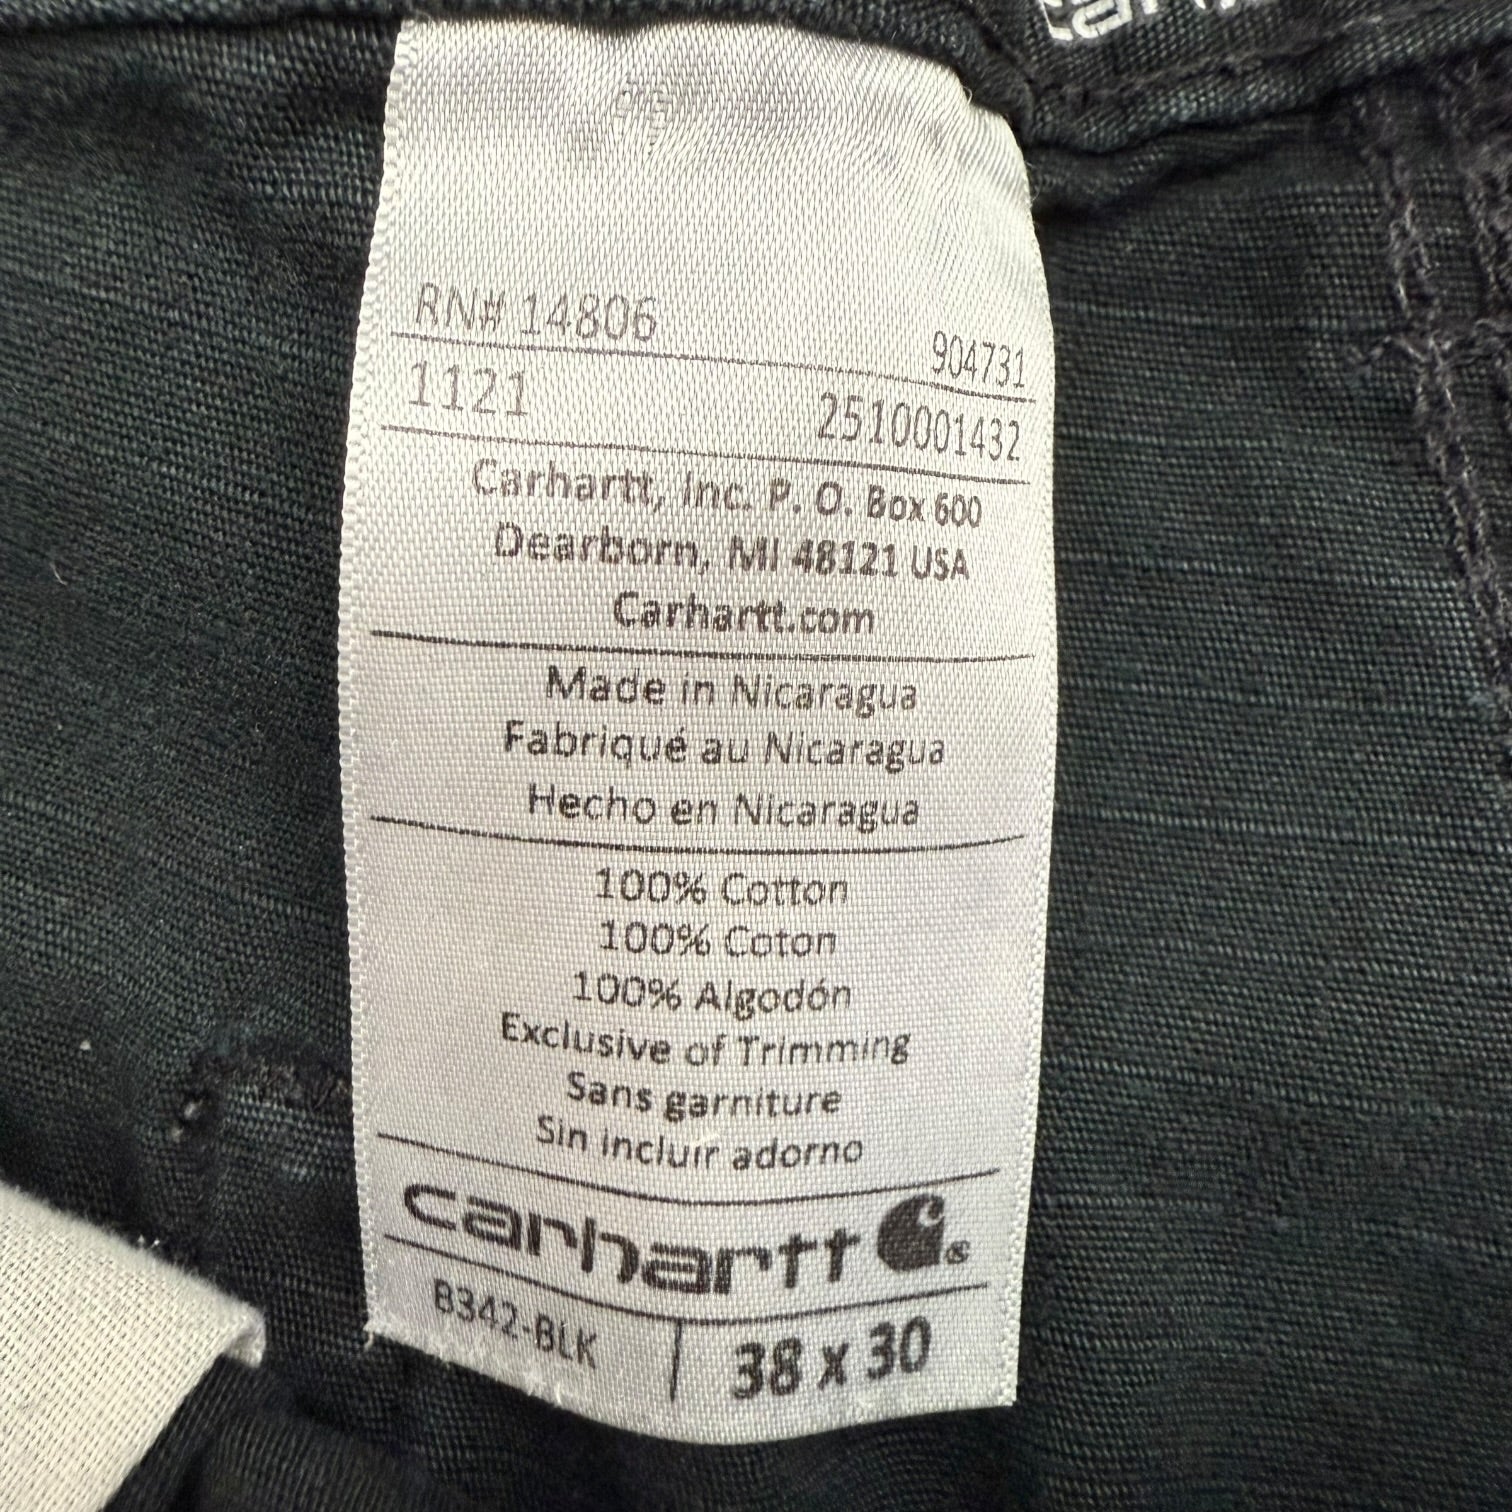 RN# 14806
904731
1121
2510001432
Carhartt, Inc. P. O. Box 600
Dearborn, MI 48121 USA
Carhartt.com
Made in Nicaragua
Fabriqué au Nicaragua
Hecho en Nicaragua
100% Cotton
100% Coton
100% Algodón
Exclusive of Trimming
Sans garniture
Sin incluir adorno
carhartt ®
B342-BLK
38 x 30